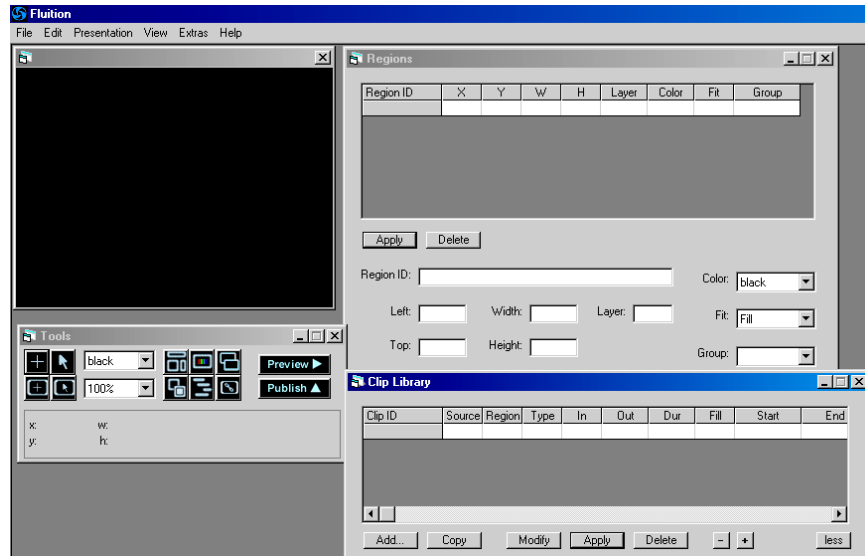 Fluition
File Edit Presentation View Extras Help
Regions
Region ID X Y W H Layer Color Fit Group
Apply Delete
Region ID: Color: black
Left: Width: Layer: Fit: Fill
Top: Height: Group:
Tools
black Preview
100% Publish
x: w:
y: h:
Clip Library
Clip ID Source Region Type In Out Dur Fill Start End
Add... Copy Modify Apply Delete - + less